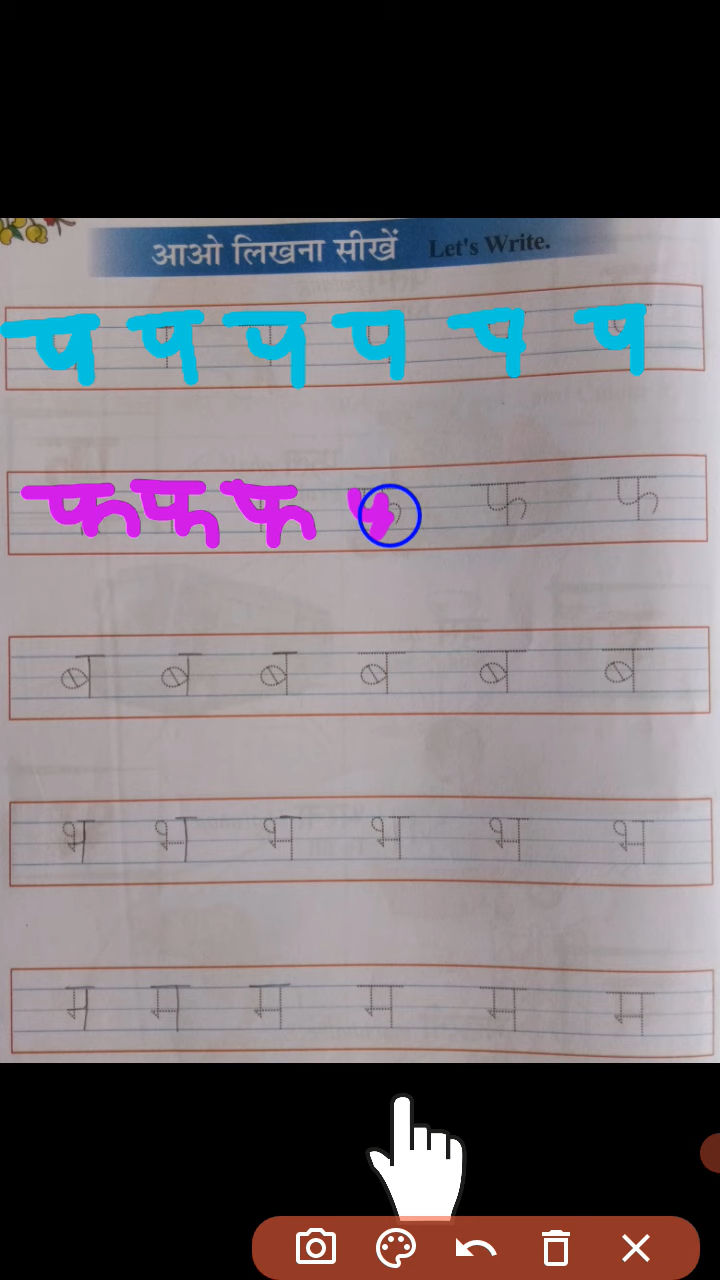 आओ लिखना सीखें Let's Write.
प प प प प प
फ फ फ फ फ फ
ब ब ब ब ब ब
भ भ भ भ भ भ
म म म म म म